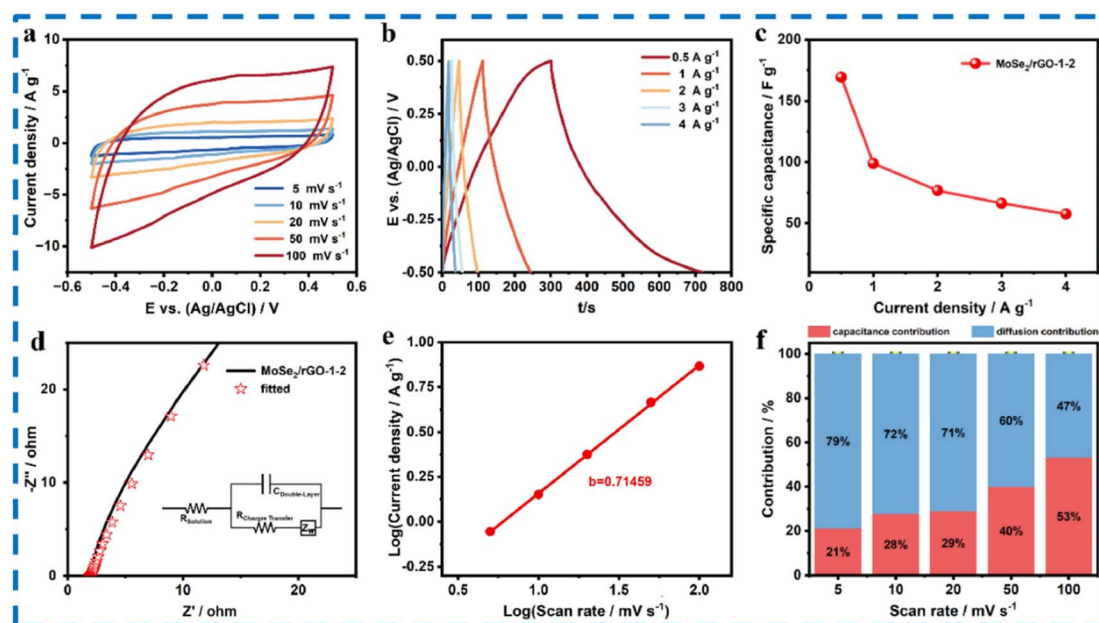 a
Current density / A g⁻¹
10
5
0
−5
−10
5 mV s⁻¹
10 mV s⁻¹
20 mV s⁻¹
50 mV s⁻¹
100 mV s⁻¹
−0.6 −0.4 −0.2 0.0 0.2 0.4 0.6
E vs. (Ag/AgCl) / V
b
E vs. (Ag/AgCl) / V
0.50
0.25
0.00
-0.25
-0.50
0.5 A g⁻¹
1 A g⁻¹
2 A g⁻¹
3 A g⁻¹
4 A g⁻¹
0 100 200 300 400 500 600 700 800
t/s
c
Specific capacitance / F g⁻¹
200
150
100
50
MoSe₂/rGO-1-2
0 1 2 3 4
Current density / A g⁻¹
d
-Z'' / ohm
20
10
0
MoSe₂/rGO-1-2
fitted
C Double-Layer
R Solution
R Charges Transfer
Z W
10 20
Z' / ohm
e
Log(Current density / A g⁻¹)
1.00
0.75
0.50
0.25
0.00
-0.25
b=0.71459
0.5 1.0 1.5 2.0
Log(Scan rate / mV s⁻¹)
capacitance contribution diffusion contribution
f
Contribution / %
100
80
60
40
20
0
79% 72% 71% 60% 47%
21% 28% 29% 40% 53%
5 10 20 50 100
Scan rate / mV s⁻¹